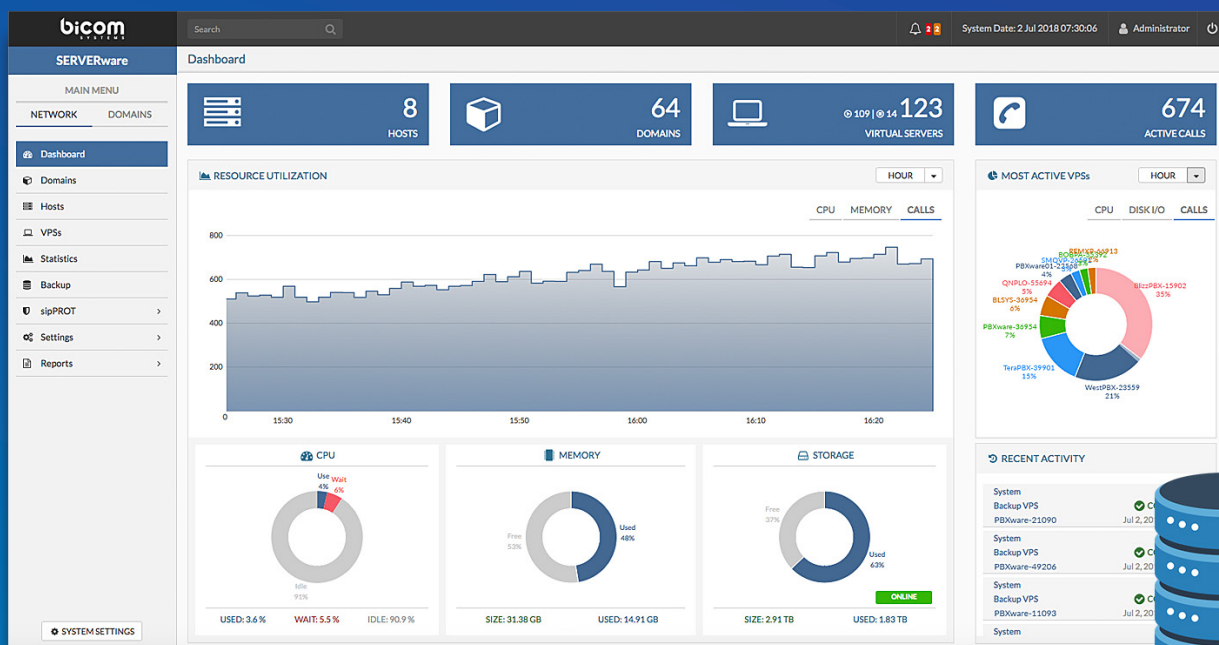 bicom
SYSTEMS
Search
2 2
System Date: 2 Jul 2018 07:30:06
Administrator
SERVERware
Dashboard
MAIN MENU
NETWORK DOMAINS
Dashboard
Domains
Hosts
VPSs
Statistics
Backup
sipPROT
Settings
Reports
SYSTEM SETTINGS
8
HOSTS
64
DOMAINS
109 | 14 123
VIRTUAL SERVERS
674
ACTIVE CALLS
RESOURCE UTILIZATION
HOUR
CPU MEMORY CALLS
800
600
400
200
0
15:30 15:40 15:50 16:00 16:10 16:20
MOST ACTIVE VPSs
HOUR
CPU DISK I/O CALLS
BlizzPBX-15902
35%
PBXware01-22568
4%
QNPLO-55694
5%
BLSYS-36954
6%
PBXware-36954
7%
TeraPBX-39901
15%
WestPBX-23559
21%
CPU
Use
4%
Wait
6%
Idle
91%
USED: 3.6 % WAIT: 5.5 % IDLE: 90.9 %
MEMORY
Free
53%
Used
48%
SIZE: 31.38 GB USED: 14.91 GB
STORAGE
Free
37%
Used
63%
ONLINE
SIZE: 2.91 TB USED: 1.83 TB
RECENT ACTIVITY
System
Backup VPS
PBXware-21090 Jul 2, 20
System
Backup VPS
PBXware-49206 Jul 2, 20
System
Backup VPS
PBXware-11093 Jul 2, 20
System